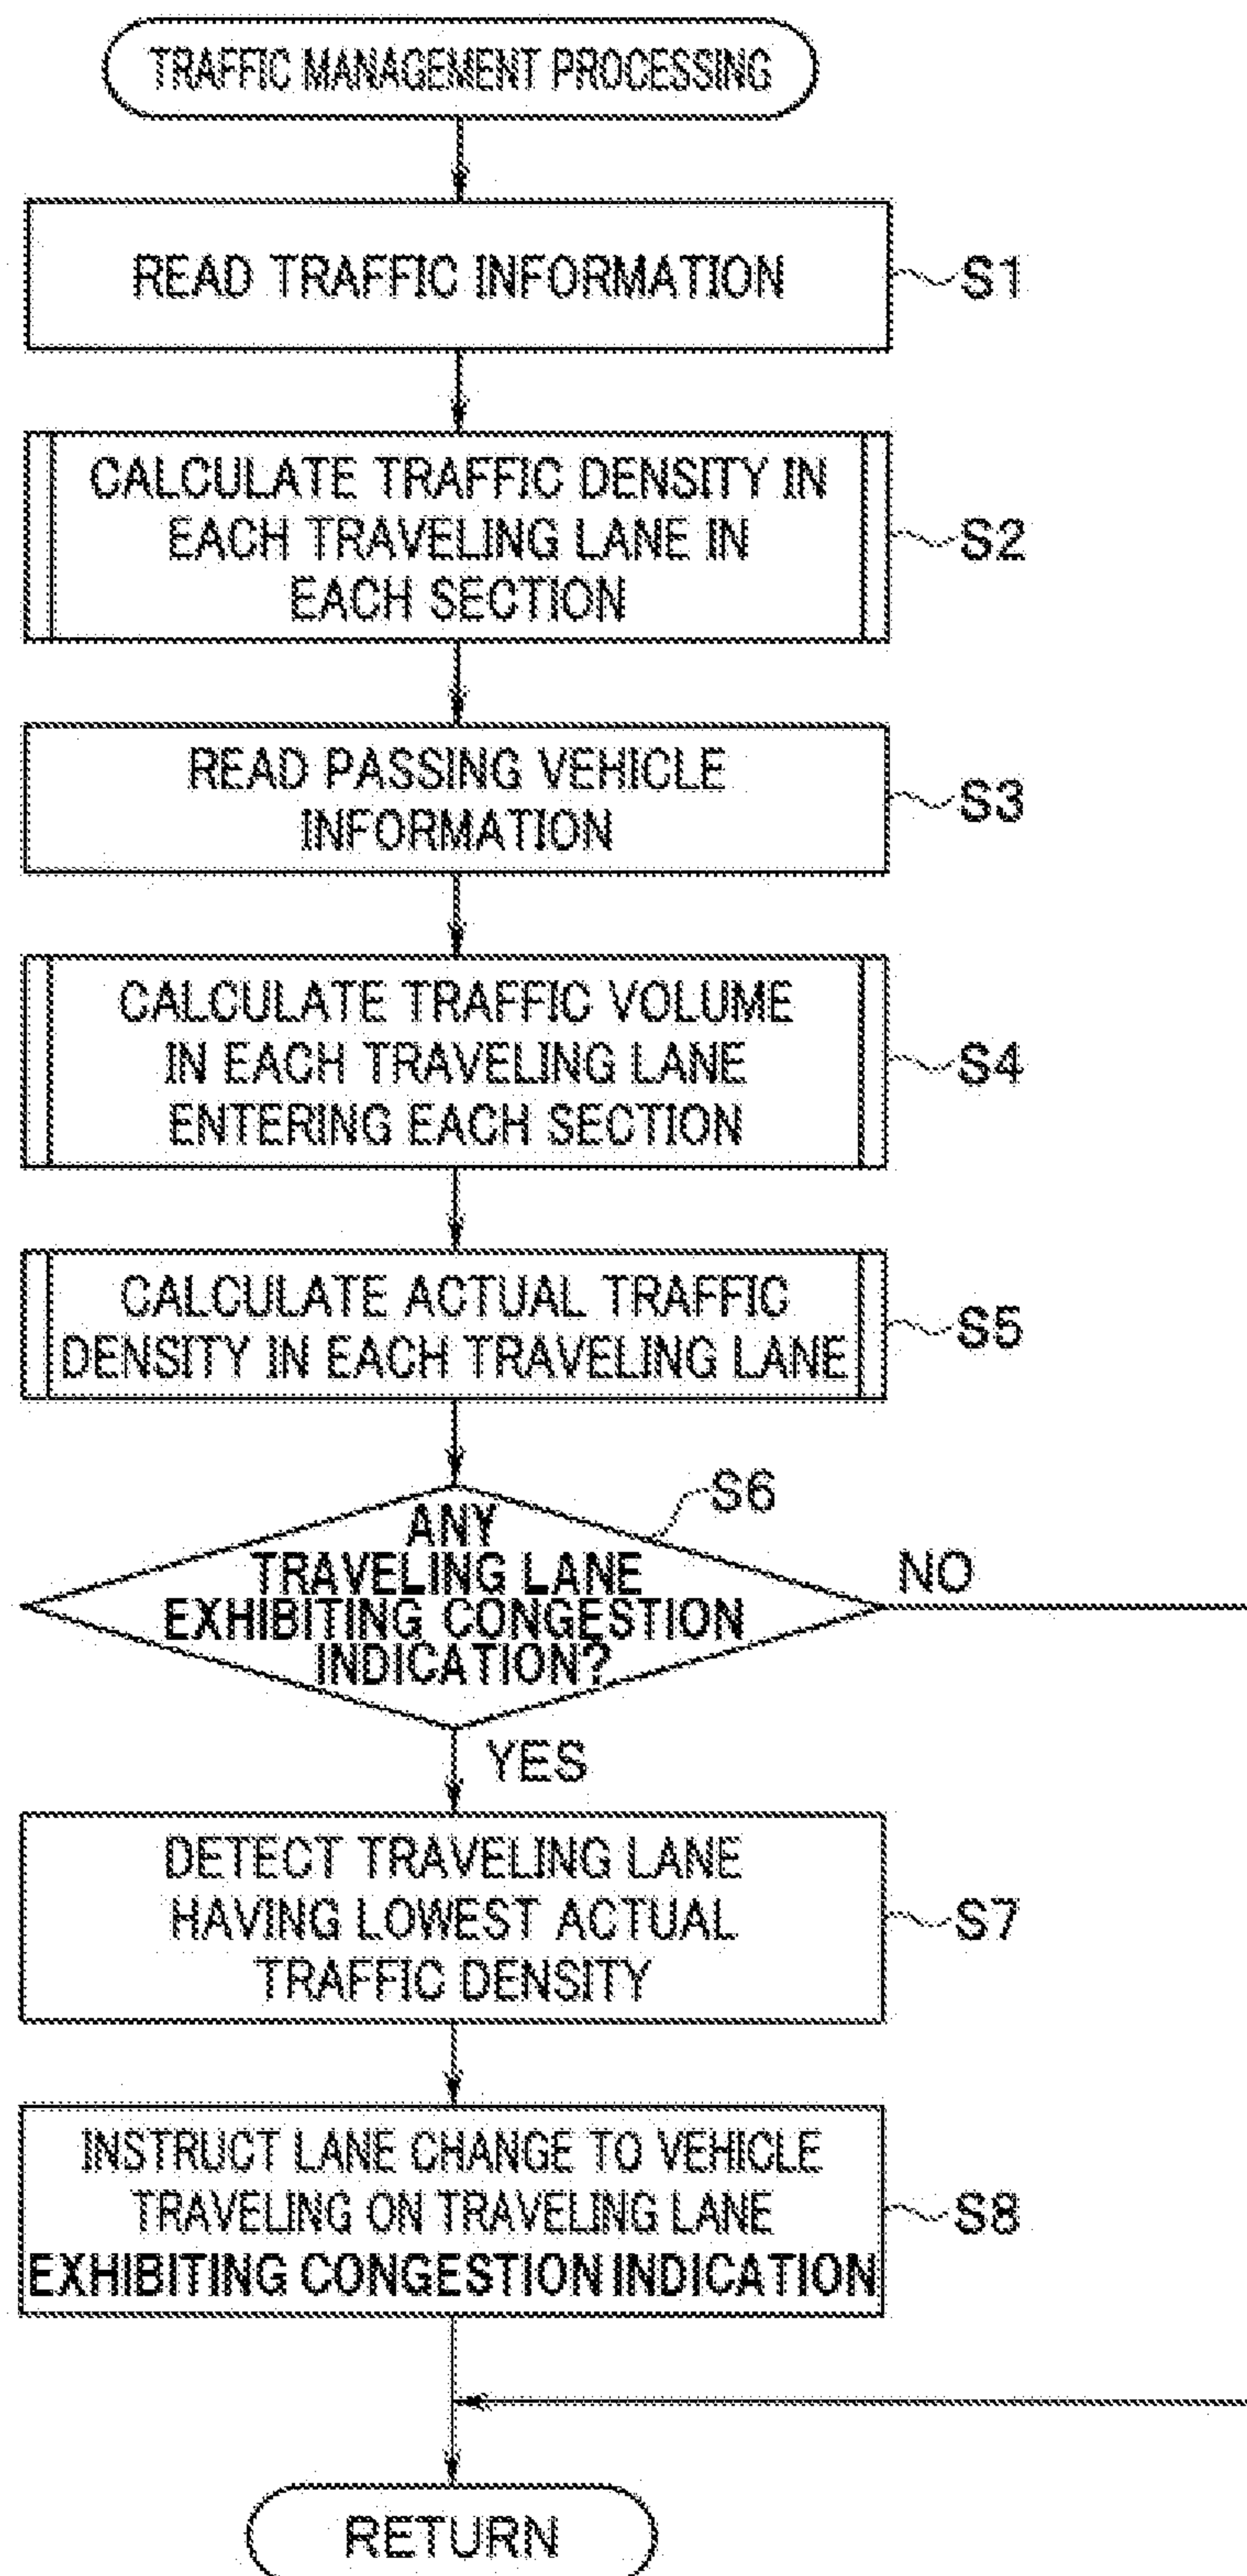 TRAFFIC MANAGEMENT PROCESSING
READ TRAFFIC INFORMATION
S1
CALCULATE TRAFFIC DENSITY IN
EACH TRAVELING LANE IN
EACH SECTION
S2
READ PASSING VEHICLE
INFORMATION
S3
CALCULATE TRAFFIC VOLUME
IN EACH TRAVELING LANE
ENTERING EACH SECTION
S4
CALCULATE ACTUAL TRAFFIC
DENSITY IN EACH TRAVELING LANE
S5
S6
ANY
TRAVELING LANE
EXHIBITING CONGESTION
INDICATION?
NO
YES
DETECT TRAVELING LANE
HAVING LOWEST ACTUAL
TRAFFIC DENSITY
S7
INSTRUCT LANE CHANGE TO VEHICLE
TRAVELING ON TRAVELING LANE
EXHIBITING CONGESTION INDICATION
S8
RETURN